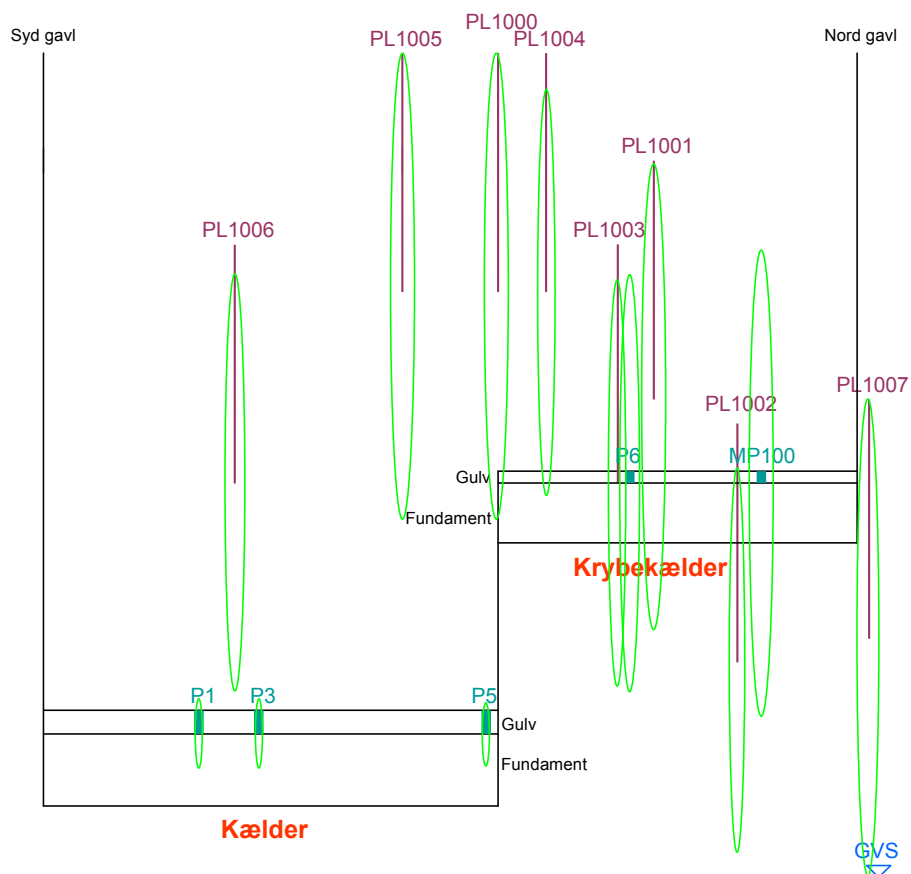 PL1000
Syd gavl
PL1005
PL1004
Nord gavl
PL1001
PL1006
PL1003
PL1007
PL1002
P6
MP100
Gulv
Fundament
Krybekælder
P1
P3
P5
Gulv
Fundament
Kælder
GVS